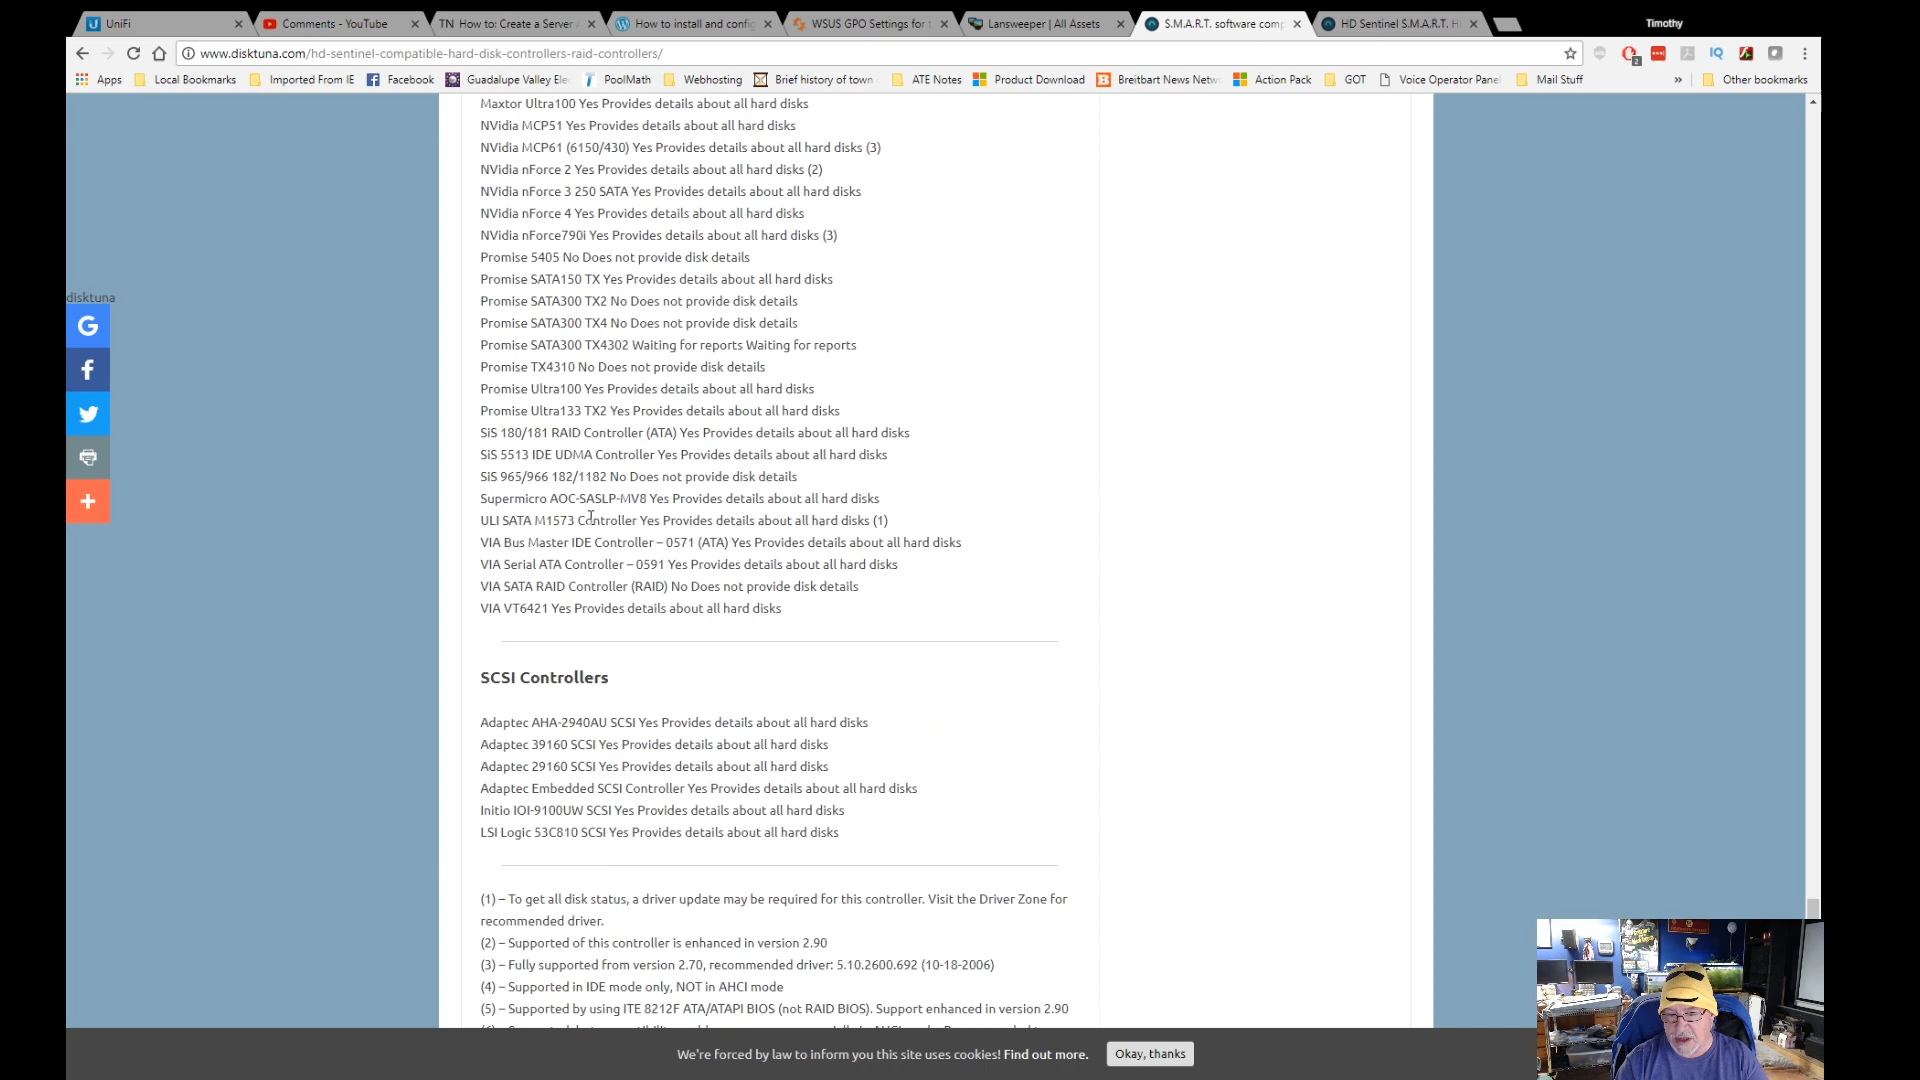 UniFi
Comments - YouTube
TN How to: Create a Server
How to install and config
WSUS GPO Settings for
Lansweeper | All Assets
S.M.A.R.T. software comp
HD Sentinel S.M.A.R.T. H
Timothy
www.disktuna.com/hd-sentinel-compatible-hard-disk-controllers-raid-controllers/
Apps
Local Bookmarks
Imported From IE
Facebook
Guadalupe Valley Ele
PoolMath
Webhosting
Brief history of town
ATE Notes
Product Download
Breitbart News Netw
Action Pack
GOT
Voice Operator Panel
Mail Stuff
»
Other bookmarks
Maxtor Ultra100 Yes Provides details about all hard disks
NVidia MCP51 Yes Provides details about all hard disks
NVidia MCP61 (6150/430) Yes Provides details about all hard disks (3)
NVidia nForce 2 Yes Provides details about all hard disks (2)
NVidia nForce 3 250 SATA Yes Provides details about all hard disks
NVidia nForce 4 Yes Provides details about all hard disks
NVidia nForce790i Yes Provides details about all hard disks (3)
Promise 5405 No Does not provide disk details
Promise SATA150 TX Yes Provides details about all hard disks
Promise SATA300 TX2 No Does not provide disk details
Promise SATA300 TX4 No Does not provide disk details
Promise SATA300 TX4302 Waiting for reports Waiting for reports
Promise TX4310 No Does not provide disk details
Promise Ultra100 Yes Provides details about all hard disks
Promise Ultra133 TX2 Yes Provides details about all hard disks
SiS 180/181 RAID Controller (ATA) Yes Provides details about all hard disks
SiS 5513 IDE UDMA Controller Yes Provides details about all hard disks
SiS 965/966 182/1182 No Does not provide disk details
Supermicro AOC-SASLP-MV8 Yes Provides details about all hard disks
ULI SATA M1573 Controller Yes Provides details about all hard disks (1)
VIA Bus Master IDE Controller – 0571 (ATA) Yes Provides details about all hard disks
VIA Serial ATA Controller – 0591 Yes Provides details about all hard disks
VIA SATA RAID Controller (RAID) No Does not provide disk details
VIA VT6421 Yes Provides details about all hard disks
disktuna
SCSI Controllers
Adaptec AHA-2940AU SCSI Yes Provides details about all hard disks
Adaptec 39160 SCSI Yes Provides details about all hard disks
Adaptec 29160 SCSI Yes Provides details about all hard disks
Adaptec Embedded SCSI Controller Yes Provides details about all hard disks
Initio IOI-9100UW SCSI Yes Provides details about all hard disks
LSI Logic 53C810 SCSI Yes Provides details about all hard disks
(1) – To get all disk status, a driver update may be required for this controller. Visit the Driver Zone for
recommended driver.
(2) – Supported of this controller is enhanced in version 2.90
(3) – Fully supported from version 2.70, recommended driver: 5.10.2600.692 (10-18-2006)
(4) – Supported in IDE mode only, NOT in AHCI mode
(5) – Supported by using ITE 8212F ATA/ATAPI BIOS (not RAID BIOS). Support enhanced in version 2.90
We're forced by law to inform you this site uses cookies! Find out more.
Okay, thanks